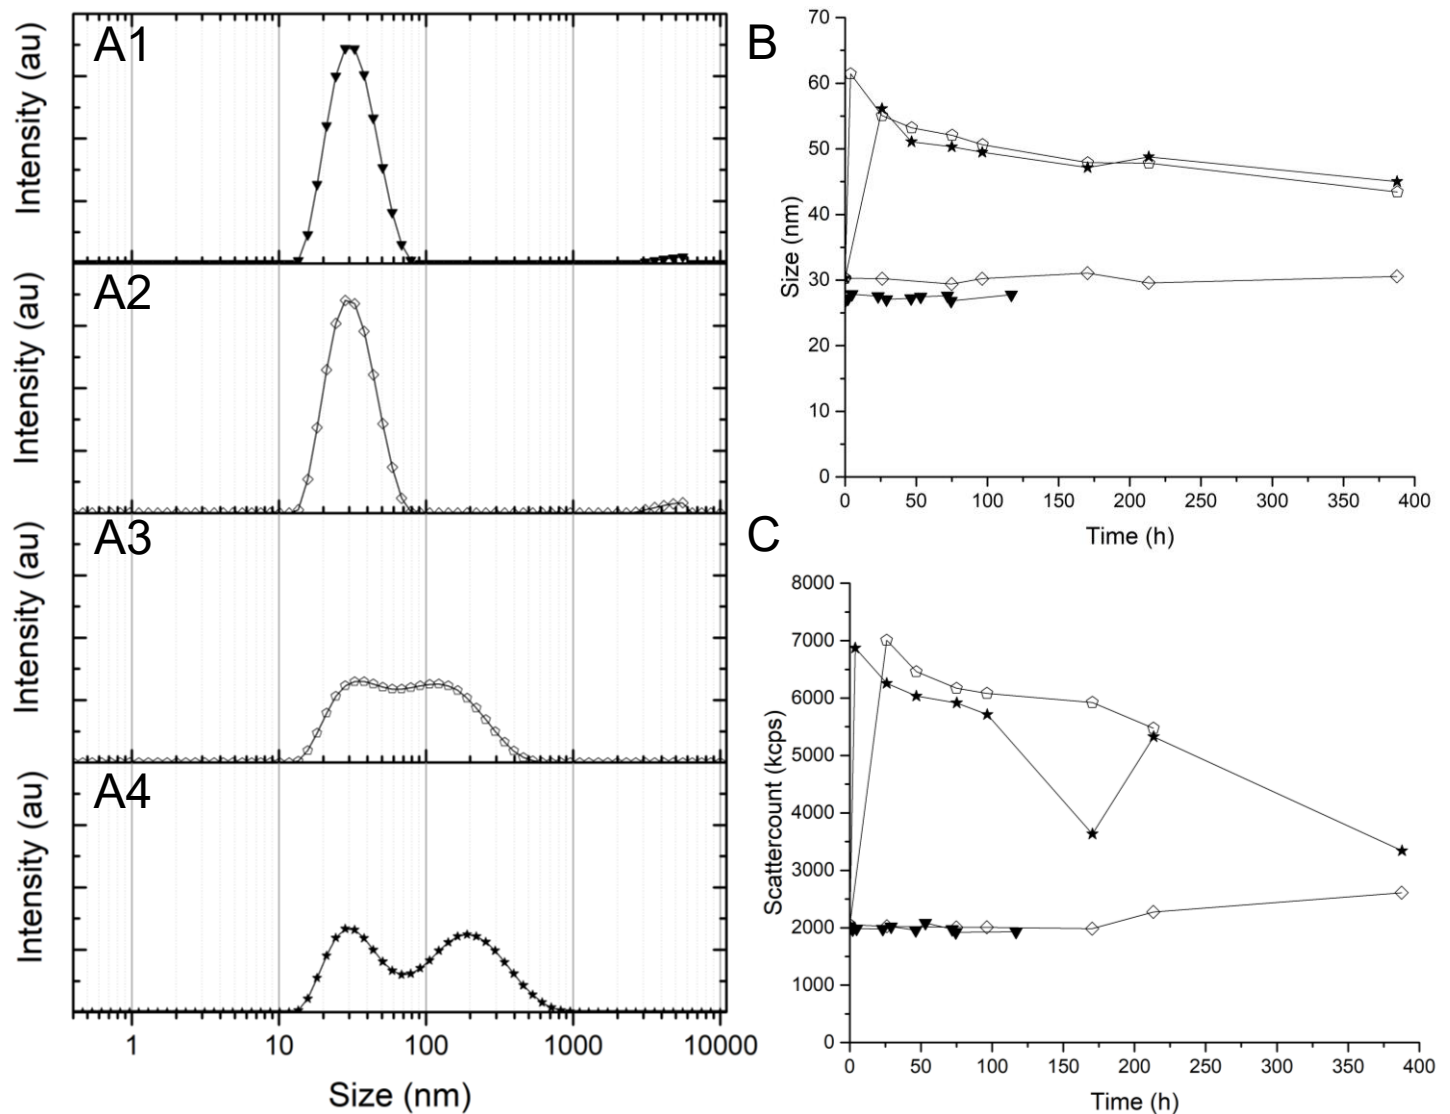 A1
Intensity (au)
A2
Intensity (au)
A3
Intensity (au)
A4
Intensity (au)
1 10 100 1000 10000
Size (nm)
B
70
60
50
40
30
20
10
0
Size (nm)
0 50 100 150 200 250 300 350 400
Time (h)
C
8000
7000
6000
5000
4000
3000
2000
1000
0
Scattercount (kcps)
0 50 100 150 200 250 300 350 400
Time (h)